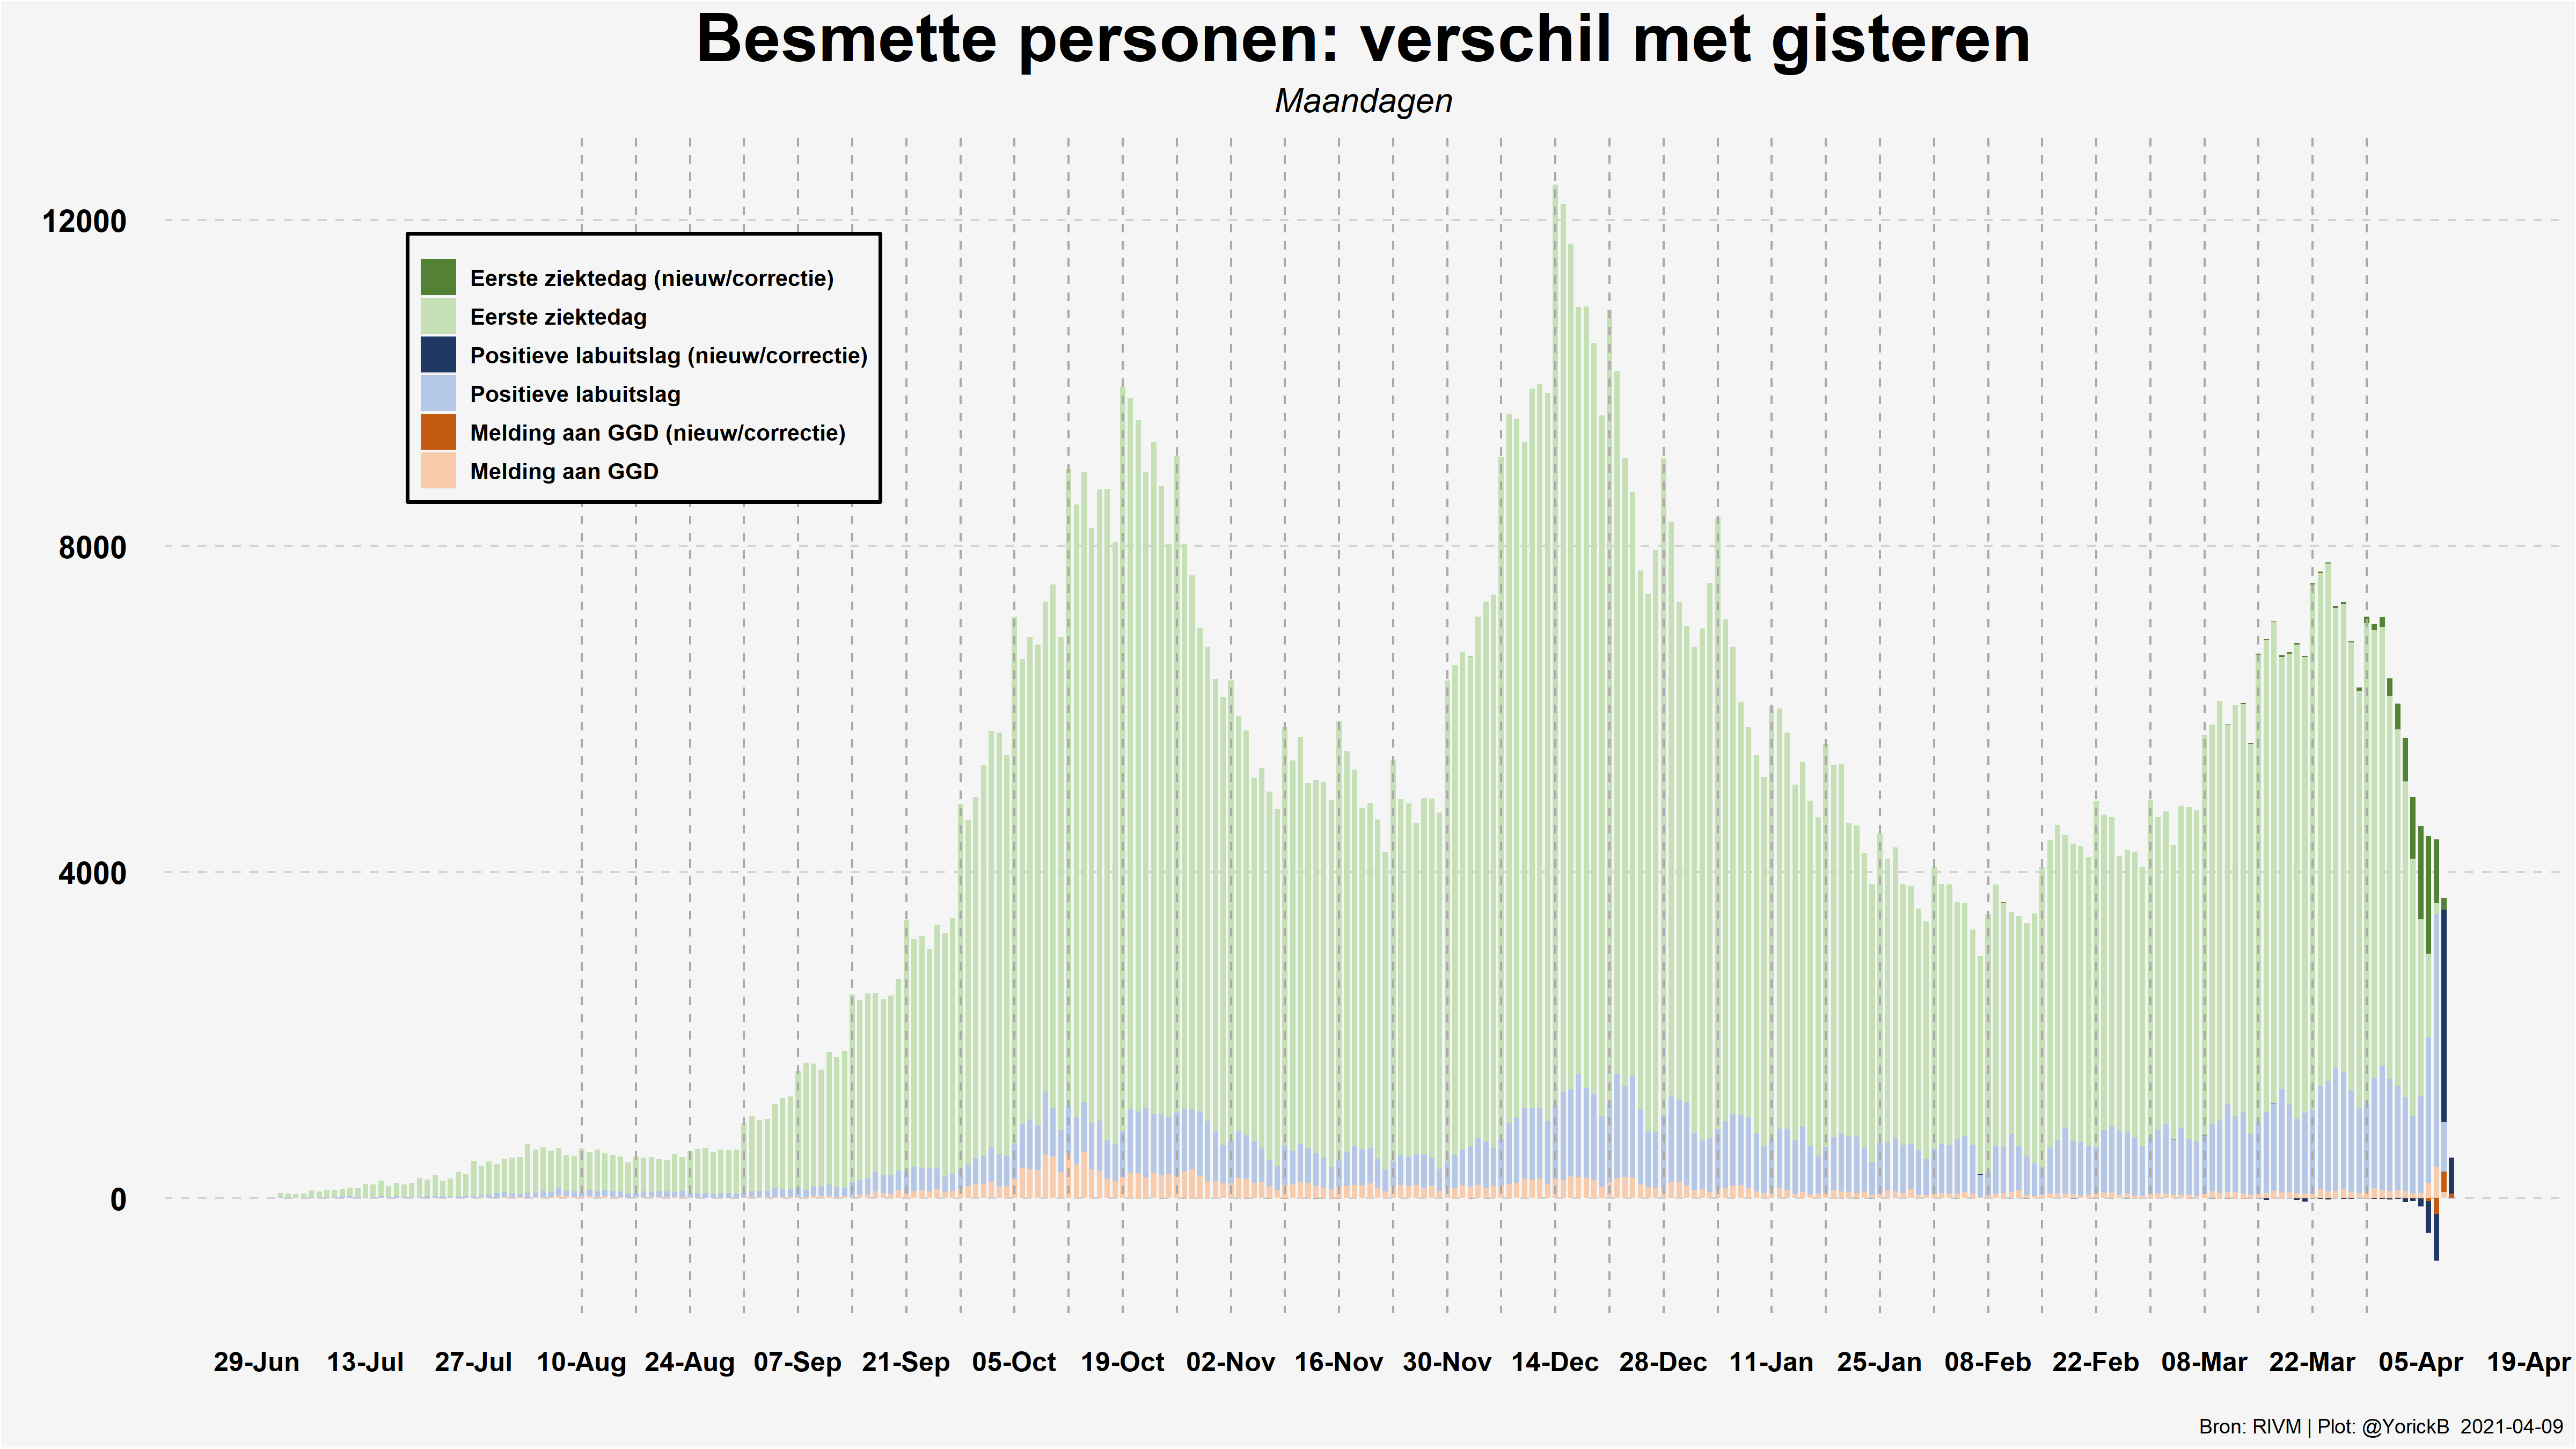 Besmette personen: verschil met gisteren
Maandagen
12000
8000
4000
0
Eerste ziektedag (nieuw/correctie)
Eerste ziektedag
Positieve labuitslag (nieuw/correctie)
Positieve labuitslag
Melding aan GGD (nieuw/correctie)
Melding aan GGD
29-Jun 13-Jul 27-Jul 10-Aug 24-Aug 07-Sep 21-Sep 05-Oct 19-Oct 02-Nov 16-Nov 30-Nov 14-Dec 28-Dec 11-Jan 25-Jan 08-Feb 22-Feb 08-Mar 22-Mar 05-Apr 19-Apr
Bron: RIVM | Plot: @YorickB 2021-04-09